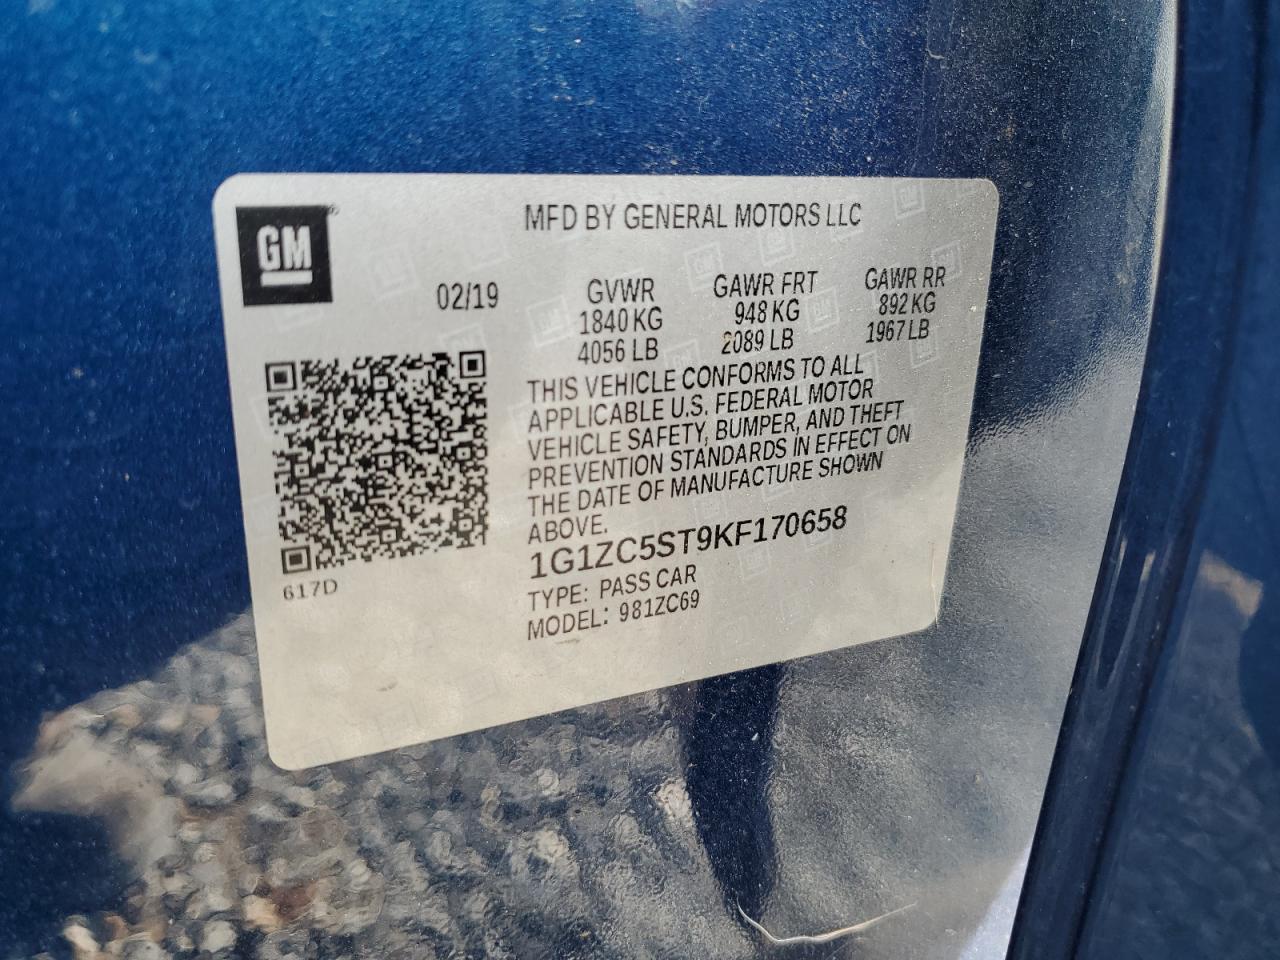 GM
MFD BY GENERAL MOTORS LLC
02/19
GVWR
1840 KG
4056 LB
GAWR FRT
948 KG
2089 LB
GAWR RR
892 KG
1967 LB
THIS VEHICLE CONFORMS TO ALL
APPLICABLE U.S. FEDERAL MOTOR
VEHICLE SAFETY, BUMPER, AND THEFT
PREVENTION STANDARDS IN EFFECT ON
THE DATE OF MANUFACTURE SHOWN
ABOVE.
1G1ZC5ST9KF170658
TYPE: PASS CAR
MODEL: 981ZC69
617D